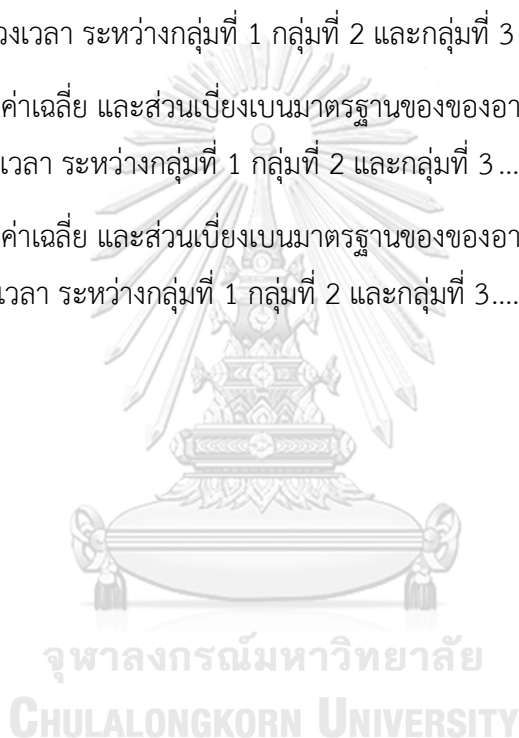 วงเวลา ระหว่างกลุ่มที่ 1 กลุ่มที่ 2 และกลุ่มที่ 3
ค่าเฉลี่ย และส่วนเบี่ยงเบนมาตรฐานของของอา
เวลา ระหว่างกลุ่มที่ 1 กลุ่มที่ 2 และกลุ่มที่ 3...
ค่าเฉลี่ย และส่วนเบี่ยงเบนมาตรฐานของของอา
เวลา ระหว่างกลุ่มที่ 1 กลุ่มที่ 2 และกลุ่มที่ 3....
จุฬาลงกรณ์มหาวิทยาลัย
CHULALONGKORN UNIVERSITY